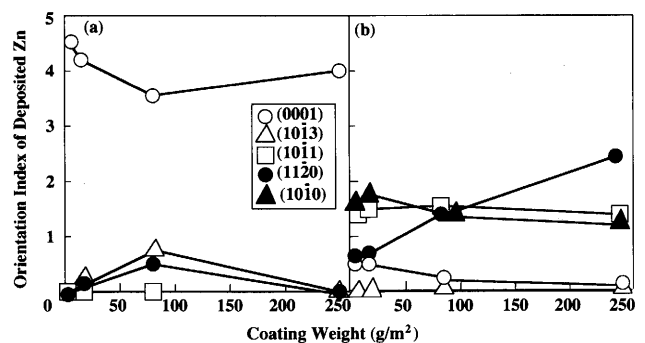 Orientation Index of Deposited Zn
5
4
3
2
1
0
(a)
(b)
(0001)
(101̄3)
(101̄1)
(112̄0)
(101̄0)
50 100 150 200 250 50 100 150 200 250
Coating Weight (g/m²)